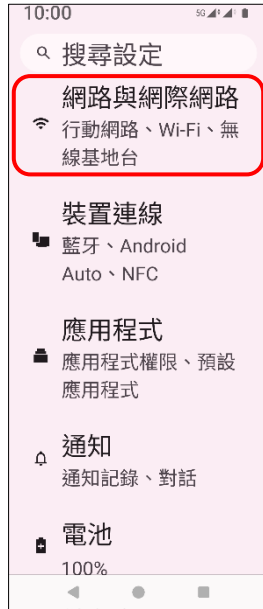 10:00 5G
搜尋設定
網路與網際網路
行動網路、Wi-Fi、無
線基地台
裝置連線
藍牙、Android
Auto、NFC
應用程式
應用程式權限、預設
應用程式
通知
通知記錄、對話
電池
100%